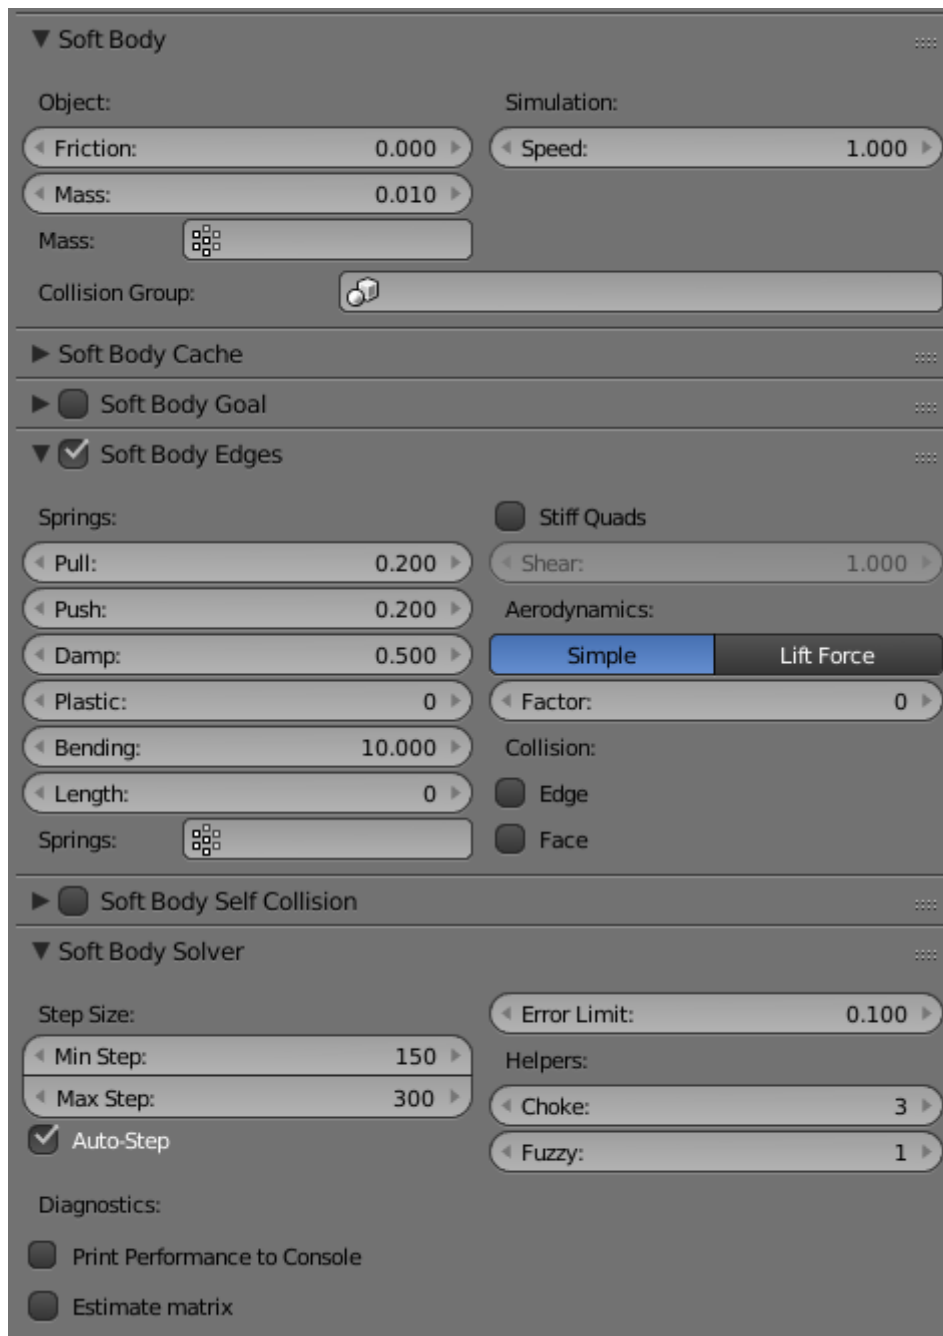 Soft Body
Object:
Simulation:
Friction: 0.000
Speed: 1.000
Mass: 0.010
Mass:
Collision Group:
Soft Body Cache
Soft Body Goal
Soft Body Edges
Springs:
Stiff Quads
Pull: 0.200
Shear: 1.000
Push: 0.200
Aerodynamics:
Damp: 0.500
Simple
Lift Force
Plastic: 0
Factor: 0
Bending: 10.000
Collision:
Length: 0
Edge
Springs:
Face
Soft Body Self Collision
Soft Body Solver
Step Size:
Error Limit: 0.100
Min Step: 150
Helpers:
Max Step: 300
Choke: 3
Auto-Step
Fuzzy: 1
Diagnostics:
Print Performance to Console
Estimate matrix